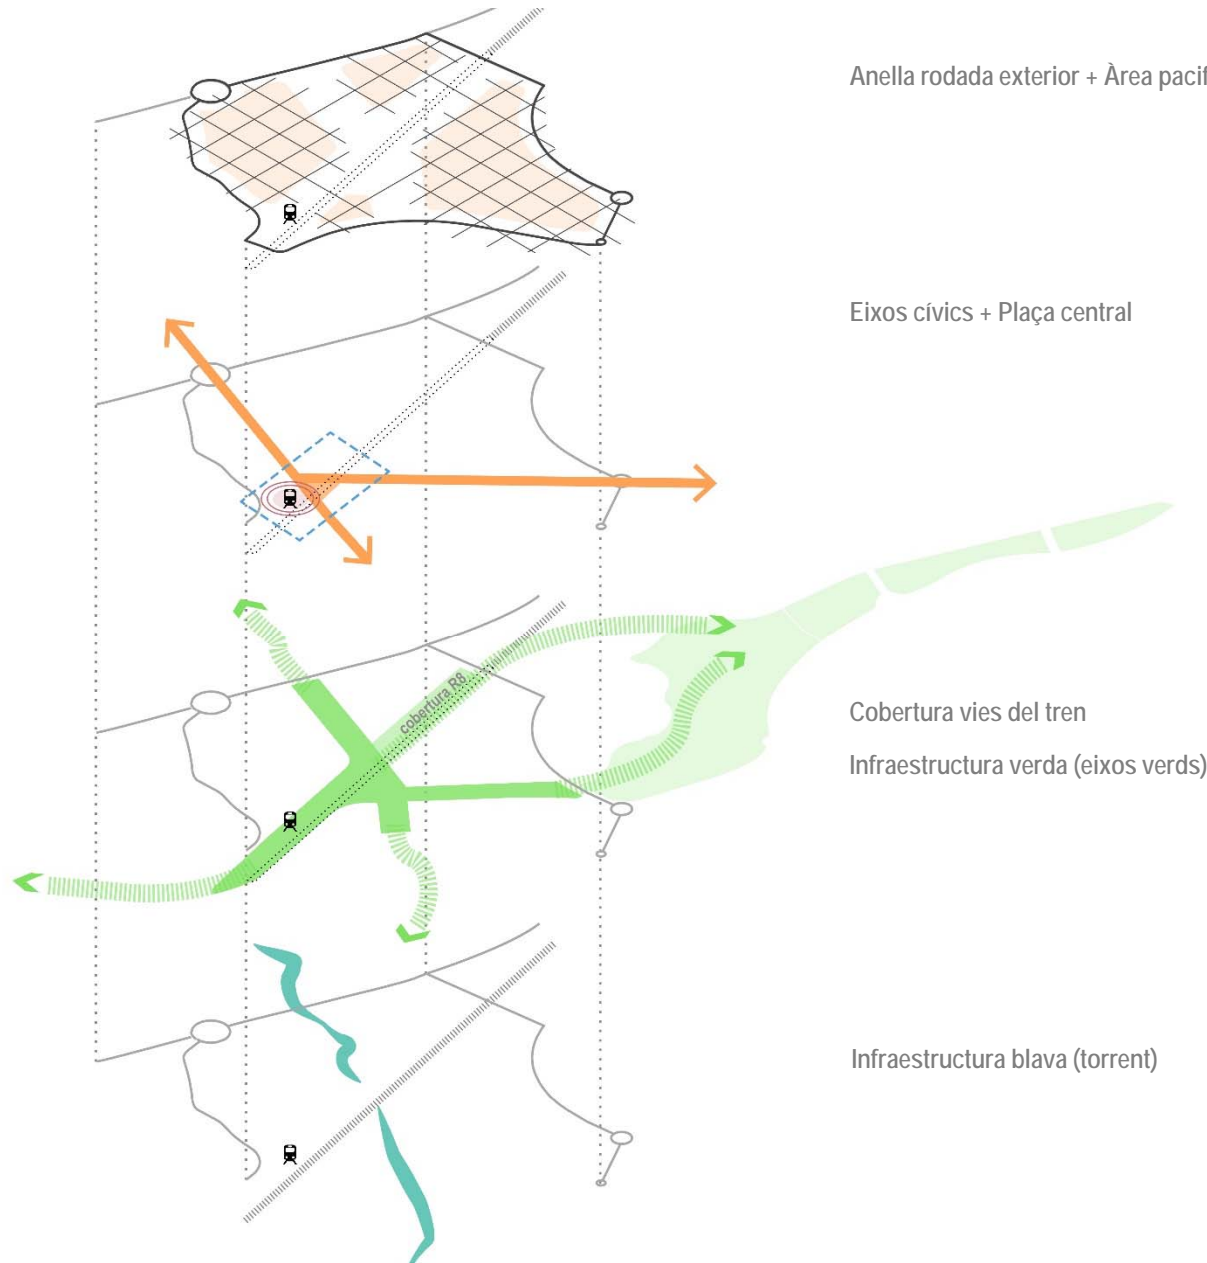 Anella rodada exterior + Àrea pacif
Eixos cívics + Plaça central
cobertura R8
Cobertura vies del tren
Infraestructura verda (eixos verds)
Infraestructura blava (torrent)